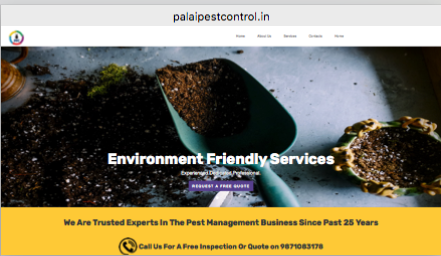 palaipestcontrol.in
Home About Us Services Contacts Home
Environment Friendly Services
Experienced.Dedicated.Professional.
REQUEST A FREE QUOTE
We Are Trusted Experts In The Pest Management Business Since Past 25 Years
Call Us For A Free Inspection Or Quote on 9871083178